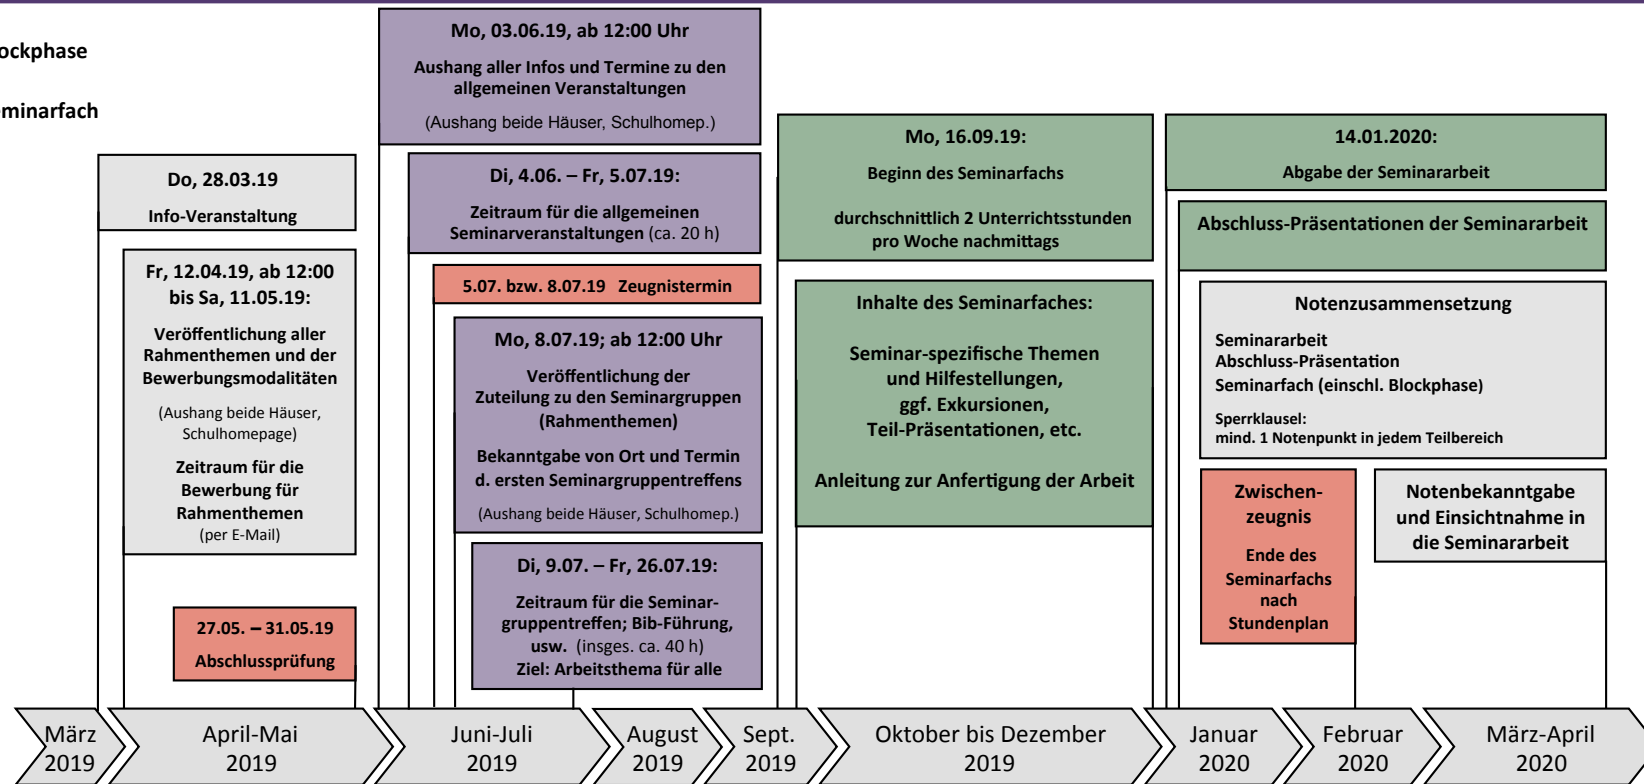 Mo, 03.06.19, ab 12:00 Uhr
Aushang aller Infos und Termine zu den
allgemeinen Veranstaltungen
(Aushang beide Häuser, Schulhomep.)
Do, 28.03.19
Info-Veranstaltung
Fr, 12.04.19, ab 12:00
bis Sa, 11.05.19:
Veröffentlichung aller
Rahmenthemen und der
Bewerbungsmodalitäten
(Aushang beide Häuser,
Schulhomepage)
Zeitraum für die
Bewerbung für
Rahmenthemen
(per E-Mail)
27.05. – 31.05.19
Abschlussprüfung
Di, 4.06. – Fr, 5.07.19:
Zeitraum für die allgemeinen
Seminarveranstaltungen (ca. 20 h)
5.07. bzw. 8.07.19 Zeugnistermin
Mo, 8.07.19; ab 12:00 Uhr
Veröffentlichung der
Zuteilung zu den Seminargruppen
(Rahmenthemen)
Bekanntgabe von Ort und Termin
d. ersten Seminargruppentreffens
(Aushang beide Häuser, Schulhomep.)
Di, 9.07. – Fr, 26.07.19:
Zeitraum für die Seminar-
gruppentreffen; Bib-Führung,
usw. (insges. ca. 40 h)
Ziel: Arbeitsthema für alle
Mo, 16.09.19:
Beginn des Seminarfachs
durchschnittlich 2 Unterrichtsstunden
pro Woche nachmittags
Inhalte des Seminarfaches:
Seminar-spezifische Themen
und Hilfestellungen,
ggf. Exkursionen,
Teil-Präsentationen, etc.
Anleitung zur Anfertigung der Arbeit
14.01.2020:
Abgabe der Seminararbeit
Abschluss-Präsentationen der Seminararbeit
Notenzusammensetzung
Seminararbeit
Abschluss-Präsentation
Seminarfach (einschl. Blockphase)
Sperrklausel:
mind. 1 Notenpunkt in jedem Teilbereich
Zwischen-
zeugnis
Ende des
Seminarfachs
nach
Stundenplan
Notenbekanntgabe
und Einsichtnahme in
die Seminararbeit
März
2019
April-Mai
2019
Juni-Juli
2019
August
2019
Sept.
2019
Oktober bis Dezember
2019
Januar
2020
Februar
2020
März-April
2020